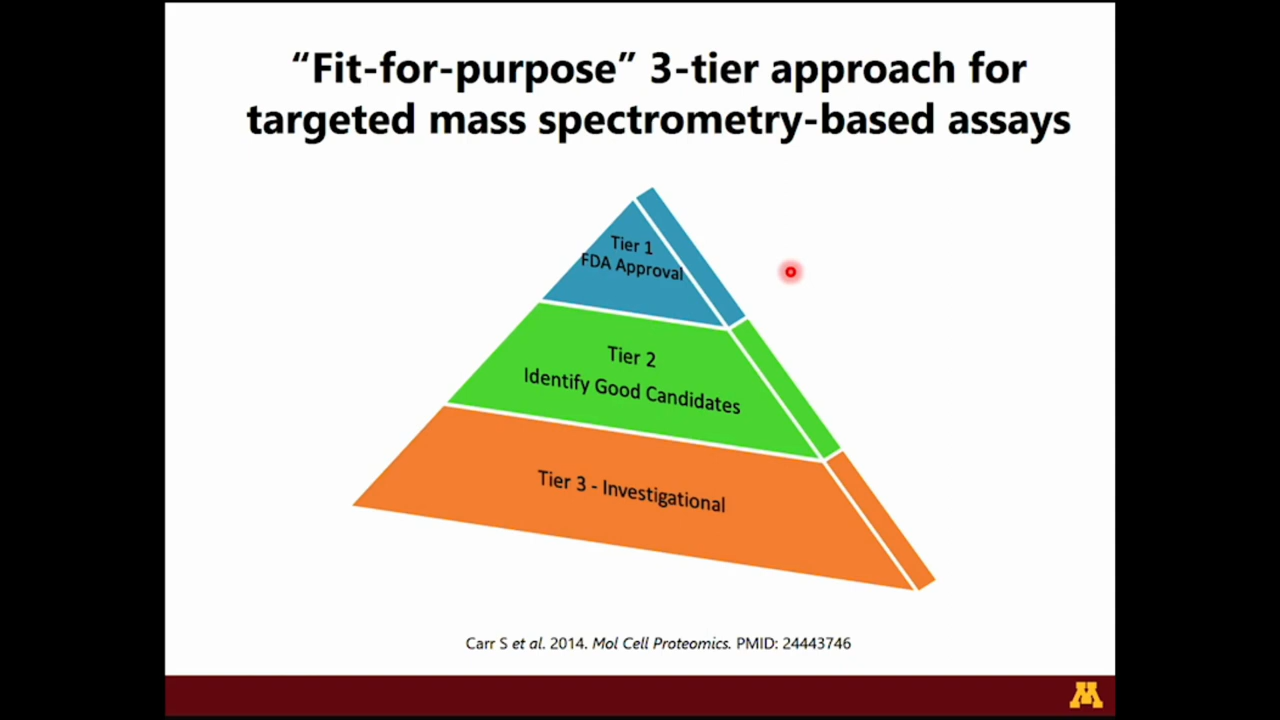 “Fit-for-purpose” 3-tier approach for
targeted mass spectrometry-based assays
Tier 1
FDA Approval
Tier 2
Identify Good Candidates
Tier 3 - Investigational
Carr S et al. 2014. Mol Cell Proteomics. PMID: 24443746
M